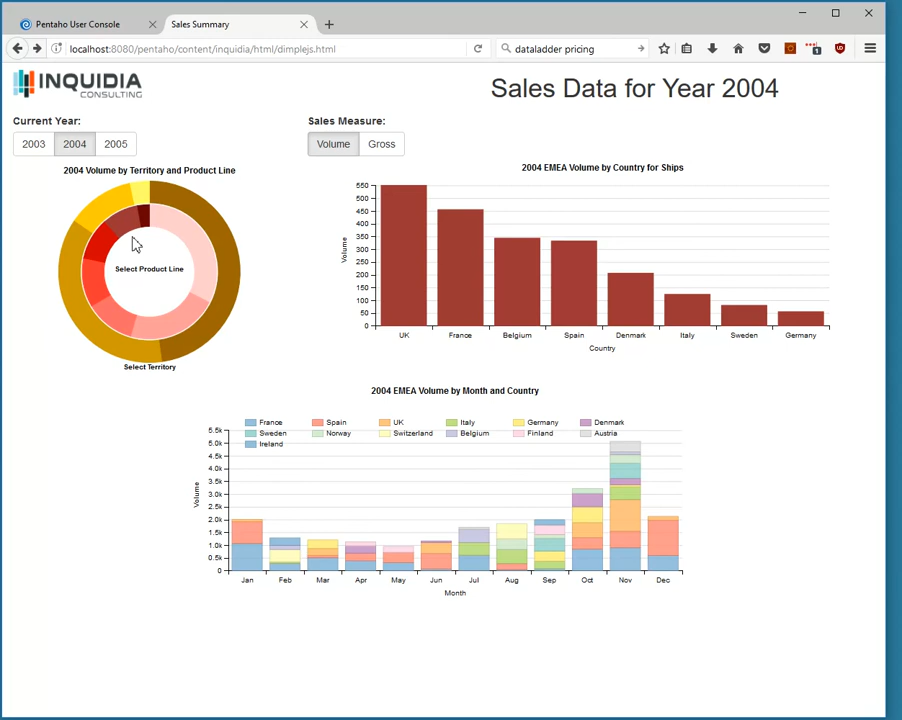 Pentaho User Console
Sales Summary
localhost:8080/pentaho/content/inquidia/html/dimplejs.html
dataladder pricing
1
INQUIDIA
CONSULTING
Sales Data for Year 2004
Current Year:
Sales Measure:
2003 2004 2005
Volume Gross
2004 Volume by Territory and Product Line
Select Product Line
Select Territory
2004 EMEA Volume by Country for Ships
550
500
450
400
350
300
250
200
150
100
50
0
Volume
UK France Belgium Spain Denmark Italy Sweden Germany
Country
2004 EMEA Volume by Month and Country
France Spain UK Italy Germany Denmark
Sweden Norway Switzerland Belgium Finland Austria
Ireland
5.5k
5.0k
4.5k
4.0k
3.5k
3.0k
2.5k
2.0k
1.5k
1.0k
0.5k
0
Volume
Jan Feb Mar Apr May Jun Jul Aug Sep Oct Nov Dec
Month